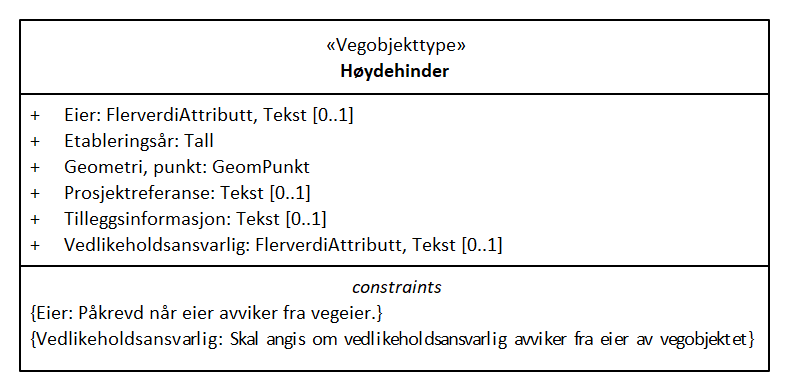 «Vegobjekttype»
Høydehinder
+ Eier: FlerverdiAttributt, Tekst [0..1]
+ Etableringsår: Tall
+ Geometri, punkt: GeomPunkt
+ Prosjektreferanse: Tekst [0..1]
+ Tilleggsinformasjon: Tekst [0..1]
+ Vedlikeholdsansvarlig: FlerverdiAttributt, Tekst [0..1]
constraints
{Eier: Påkrevd når eier avviker fra vegeier.}
{Vedlikeholdsansvarlig: Skal angis om vedlikeholdsansvarlig avviker fra eier av vegobjektet}